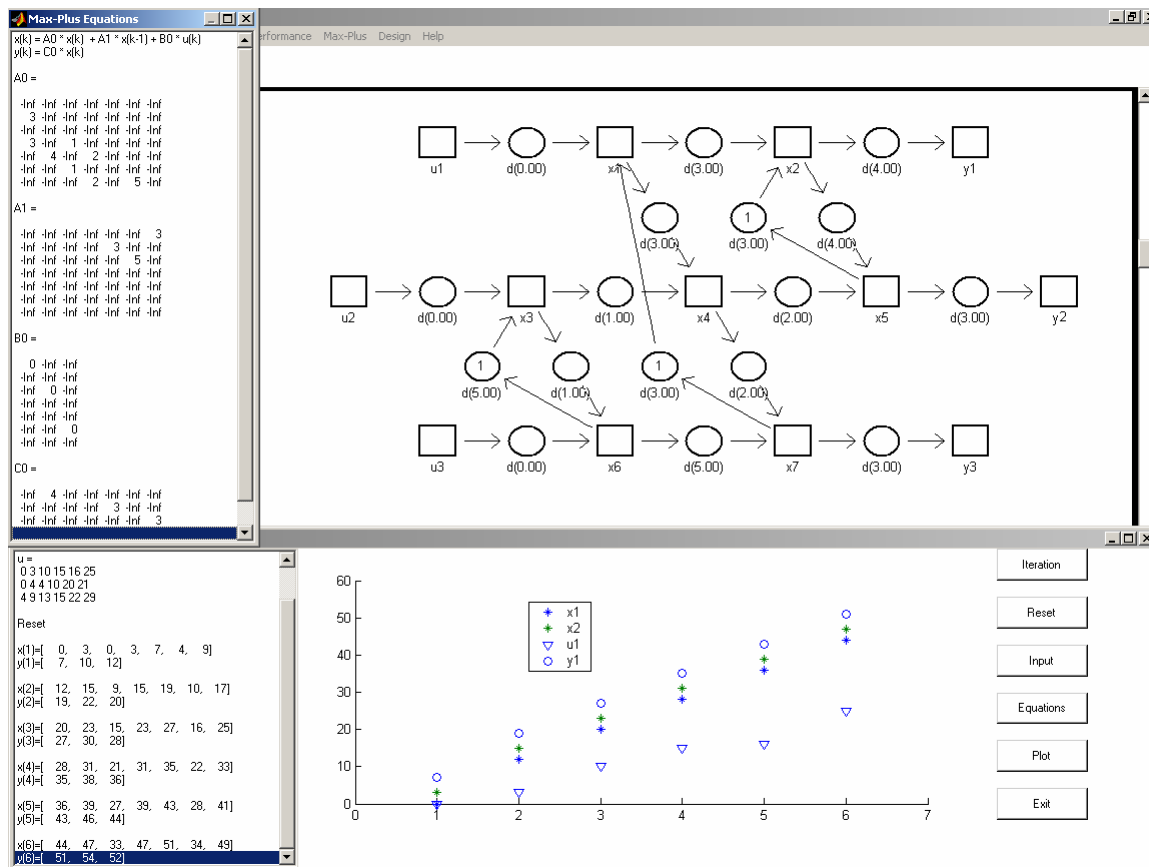 Max-Plus Equations
x(k) = A0 * x(k) + A1 * x(k-1) + B0 * u(k)
y(k) = C0 * x(k)
A0 =
-Inf -Inf -Inf -Inf -Inf -Inf -Inf
3 -Inf -Inf -Inf -Inf -Inf -Inf
-Inf -Inf -Inf -Inf -Inf -Inf -Inf
3 -Inf 1 -Inf -Inf -Inf -Inf
-Inf 4 -Inf 2 -Inf -Inf -Inf
-Inf -Inf 1 -Inf -Inf -Inf -Inf
-Inf -Inf -Inf 2 -Inf 5 -Inf
A1 =
-Inf -Inf -Inf -Inf -Inf -Inf 3
-Inf -Inf -Inf -Inf 3 -Inf -Inf
-Inf -Inf -Inf -Inf -Inf 5 -Inf
-Inf -Inf -Inf -Inf -Inf -Inf -Inf
-Inf -Inf -Inf -Inf -Inf -Inf -Inf
-Inf -Inf -Inf -Inf -Inf -Inf -Inf
-Inf -Inf -Inf -Inf -Inf -Inf -Inf
B0 =
0 -Inf -Inf
-Inf -Inf -Inf
-Inf 0 -Inf
-Inf -Inf -Inf
-Inf -Inf -Inf
-Inf -Inf 0
-Inf -Inf -Inf
C0 =
-Inf 4 -Inf -Inf -Inf -Inf -Inf
-Inf -Inf -Inf -Inf 3 -Inf -Inf
-Inf -Inf -Inf -Inf -Inf -Inf 3
erformance Max-Plus Design Help
u1 d(0.00) x1 d(3.00) x2 d(4.00) y1
1
d(3.00) d(3.00) d(4.00)
u2 d(0.00) x3 d(1.00) x4 d(2.00) x5 d(3.00) y2
1 1
d(5.00) d(1.00) d(3.00) d(2.00)
u3 d(0.00) x6 d(5.00) x7 d(3.00) y3
u =
0 3 10 15 16 25
0 4 4 10 20 21
4 9 13 15 22 29
Reset
x(1)=[ 0, 3, 0, 3, 7, 4, 9]
y(1)=[ 7, 10, 12]
x(2)=[ 12, 15, 9, 15, 19, 10, 17]
y(2)=[ 19, 22, 20]
x(3)=[ 20, 23, 15, 23, 27, 16, 25]
y(3)=[ 27, 30, 28]
x(4)=[ 28, 31, 21, 31, 35, 22, 33]
y(4)=[ 35, 38, 36]
x(5)=[ 36, 39, 27, 39, 43, 28, 41]
y(5)=[ 43, 46, 44]
x(6)=[ 44, 47, 33, 47, 51, 34, 49]
y(6)=[ 51, 54, 52]
60
50
40
30
20
10
0
0 1 2 3 4 5 6 7
x1
x2
u1
y1
Iteration
Reset
Input
Equations
Plot
Exit